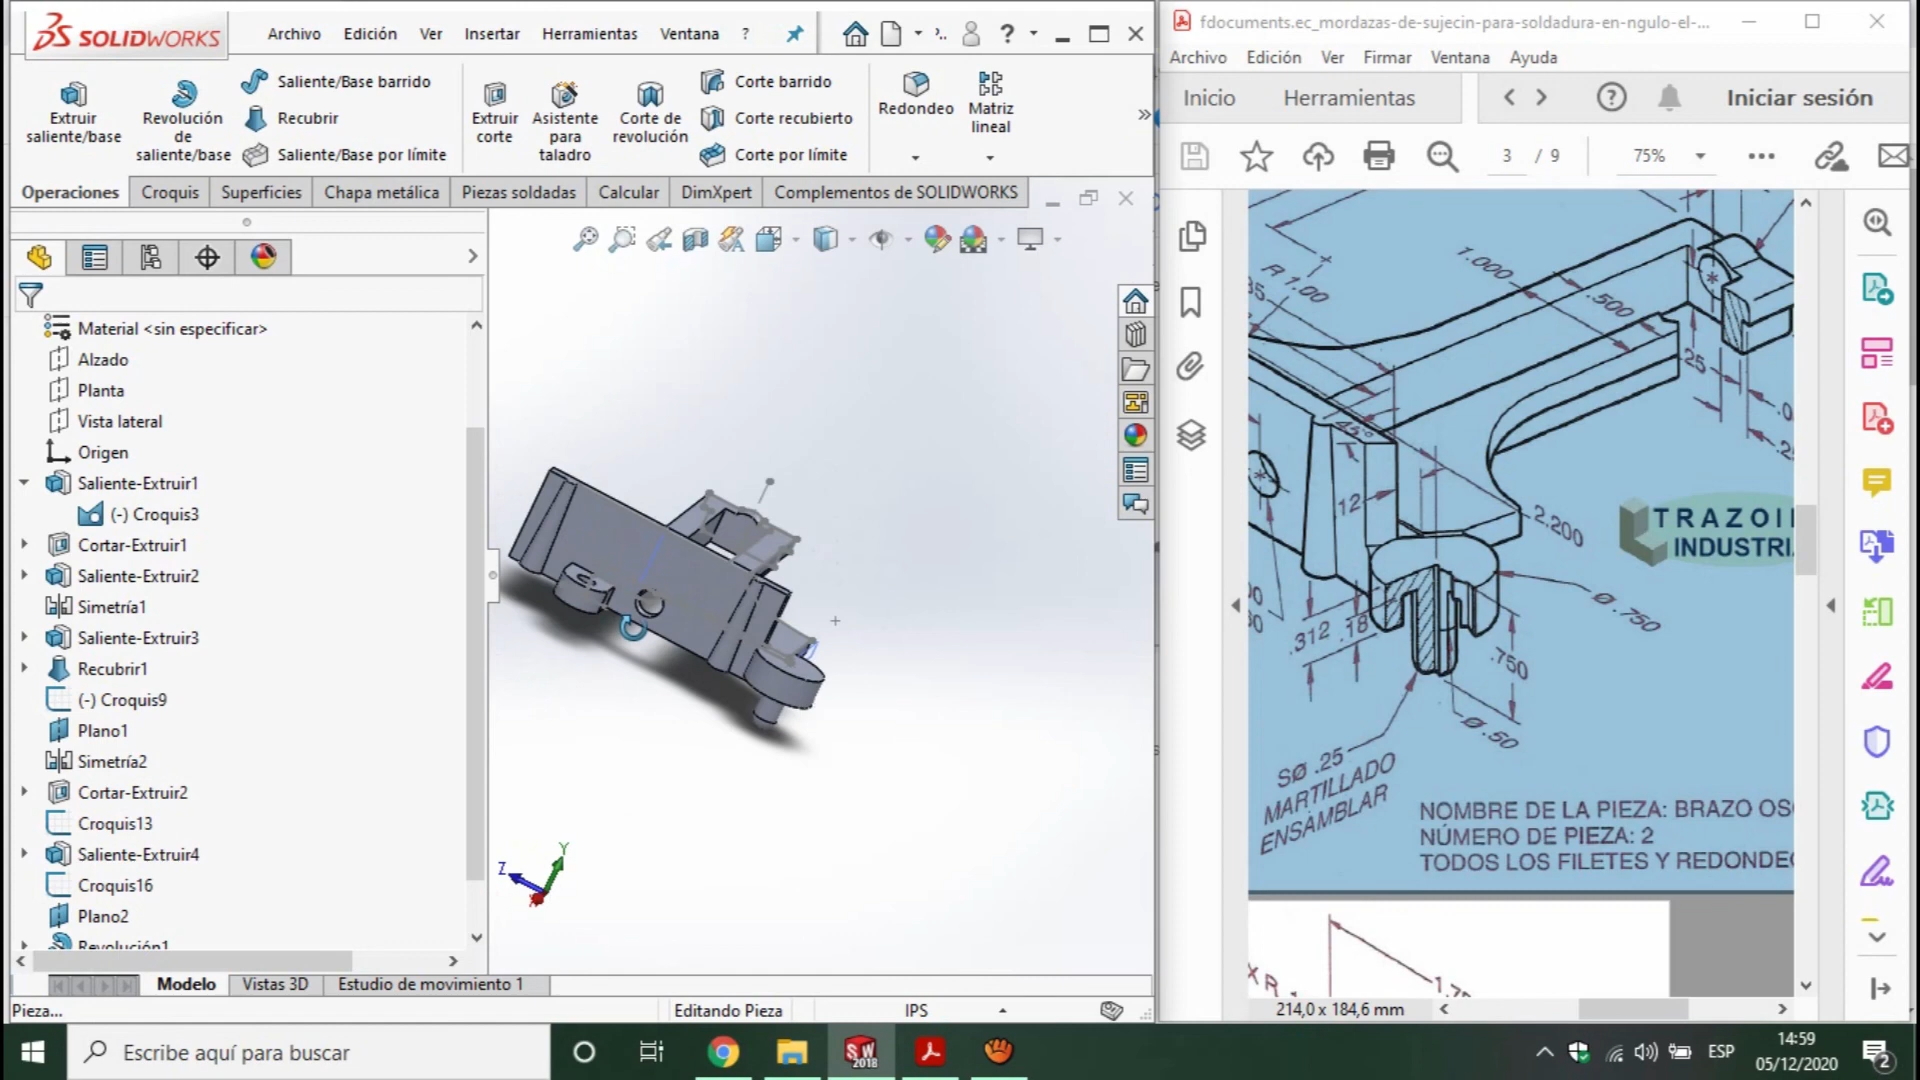 SOLIDWORKS
Archivo Edición Ver Insertar Herramientas Ventana ?
Extruir saliente/base
Revolución de saliente/base
Saliente/Base barrido
Recubrir
Saliente/Base por límite
Extruir corte
Asistente para taladro
Corte de revolución
Corte barrido
Corte recubierto
Corte por límite
Redondeo
Matriz lineal
Operaciones Croquis Superficies Chapa metálica Piezas soldadas Calcular DimXpert Complementos de SOLIDWORKS
Material <sin especificar>
Alzado
Planta
Vista lateral
Origen
Saliente-Extruir1
(-) Croquis3
Cortar-Extruir1
Saliente-Extruir2
Simetría1
Saliente-Extruir3
Recubrir1
(-) Croquis9
Plano1
Simetría2
Cortar-Extruir2
Croquis13
Saliente-Extruir4
Croquis16
Plano2
Revolución1
Y
Z
Modelo Vistas 3D Estudio de movimiento 1
Pieza... Editando Pieza IPS
fdocuments.ec_mordazas-de-sujecin-para-soldadura-en-ngulo-el-...
Archivo Edición Ver Firmar Ventana Ayuda
Inicio Herramientas Iniciar sesión
3 / 9 75%
R 1.00
1.000
.500
45°
12
2.200
Ø.750
.312 .18
.750
Ø.50
SØ .25
MARTILLADO
ENSAMBLAR
NOMBRE DE LA PIEZA: BRAZO OS
NÚMERO DE PIEZA: 2
TODOS LOS FILETES Y REDONDE
TRAZO
INDUSTRI
214,0 x 184,6 mm
Escribe aquí para buscar
SW
2018
ESP
14:59
05/12/2020
2